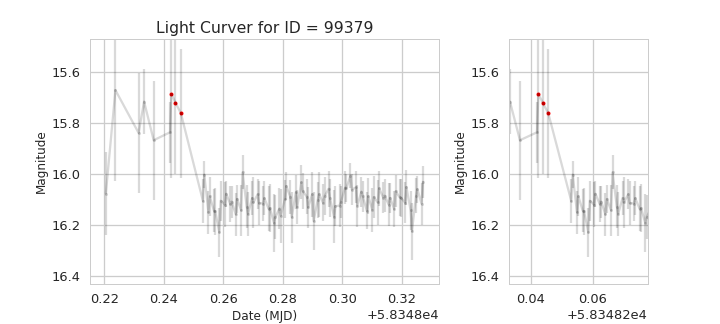 Light Curver for ID = 99379
Magnitude
15.6
15.8
16.0
16.2
16.4
0.22 0.24 0.26 0.28 0.30 0.32
Date (MJD)
+5.8348e4
Magnitude
15.6
15.8
16.0
16.2
16.4
0.04 0.06
+5.83482e4